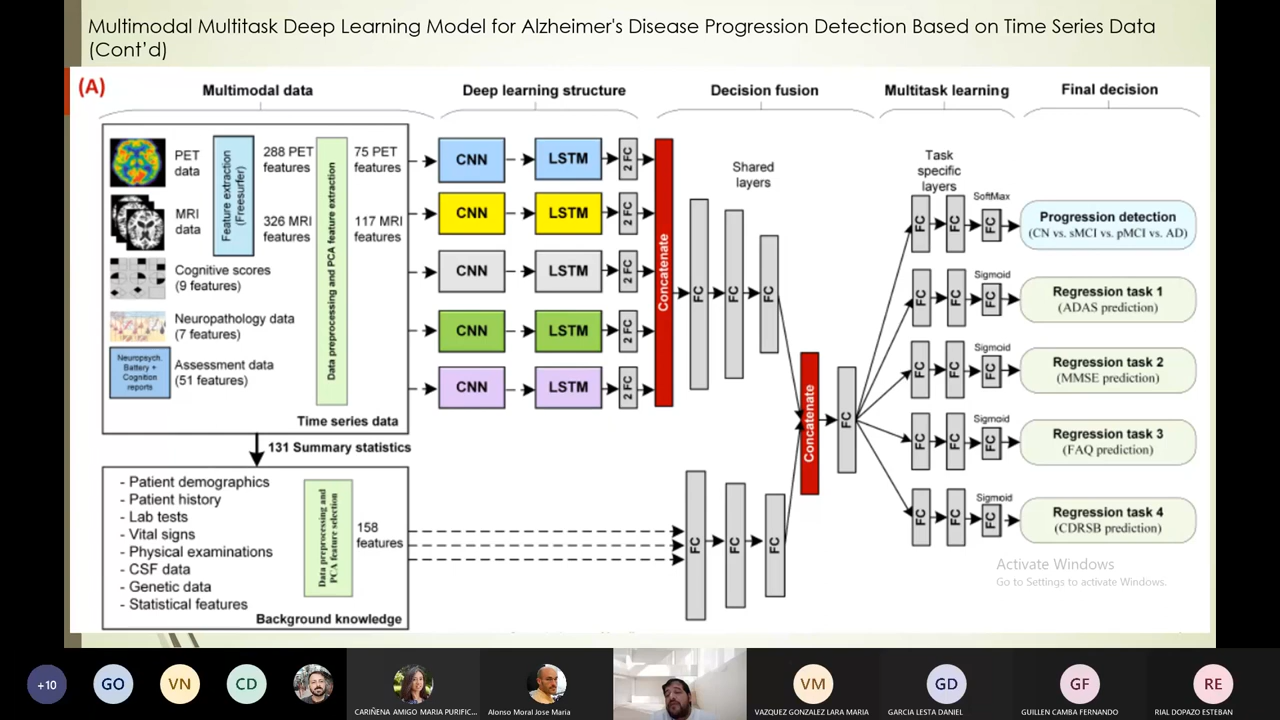 Multimodal Multitask Deep Learning Model for Alzheimer's Disease Progression Detection Based on Time Series Data
(Cont'd)
(A)
Multimodal data
Deep learning structure
Decision fusion
Multitask learning
Final decision
PET
data
MRI
data
Feature extraction
(Freesurfer)
288 PET
features
326 MRI
features
Data preprocessing and PCA feature extraction
75 PET
features
117 MRI
features
Cognitive scores
(9 features)
Neuropathology data
(7 features)
Neuropsych.
Battery +
Cognition
reports
Assessment data
(51 features)
Time series data
CNN
LSTM
2 FC
CNN
LSTM
2 FC
CNN
LSTM
2 FC
CNN
LSTM
2 FC
CNN
LSTM
2 FC
Concatenate
Shared
layers
FC
FC
FC
131 Summary statistics
- Patient demographics
- Patient history
- Lab tests
- Vital signs
- Physical examinations
- CSF data
- Genetic data
- Statistical features
Data preprocessing and
PCA feature selection
158
features
Background knowledge
FC
FC
FC
Concatenate
FC
Task
specific
layers
SoftMax
FC
FC
FC
Progression detection
(CN vs. sMCI vs. pMCI vs. AD)
Sigmoid
FC
FC
FC
Regression task 1
(ADAS prediction)
Sigmoid
FC
FC
FC
Regression task 2
(MMSE prediction)
Sigmoid
FC
FC
FC
Regression task 3
(FAQ prediction)
Sigmoid
FC
FC
FC
Regression task 4
(CDRSB prediction)
Activate Windows
Go to Settings to activate Windows.
+10
GO
VN
CD
CARIÑENA AMIGO MARIA PURIFIC...
Alonso Moral Jose Maria
VM
VAZQUEZ GONZALEZ LARA MARIA
GD
GARCIA LESTA DANIEL
GF
GUILLEN CAMBA FERNANDO
RE
RIAL DOPAZO ESTEBAN